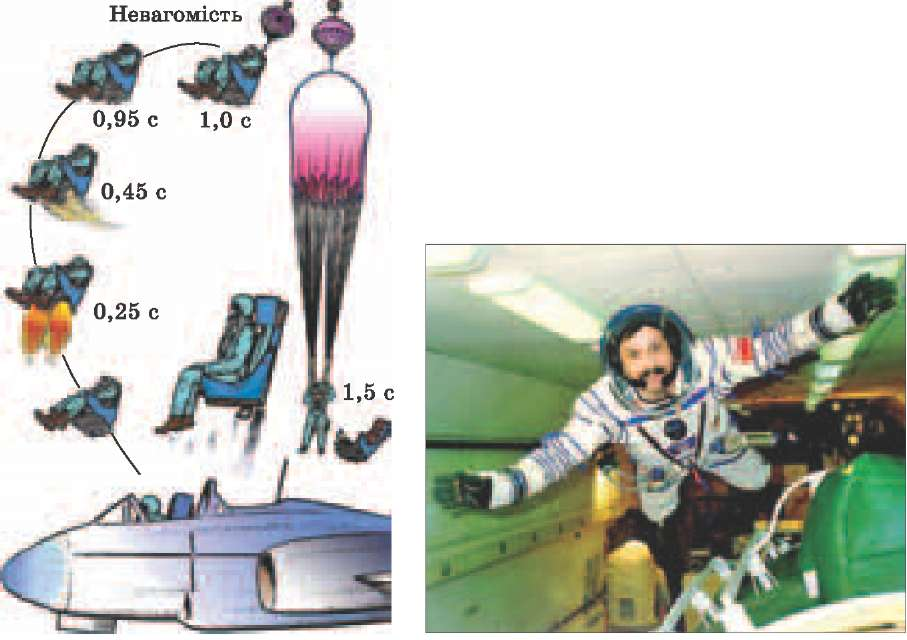 Невагомість
0,95 с
1,0 с
0,45 с
0,25 с
1,5 с